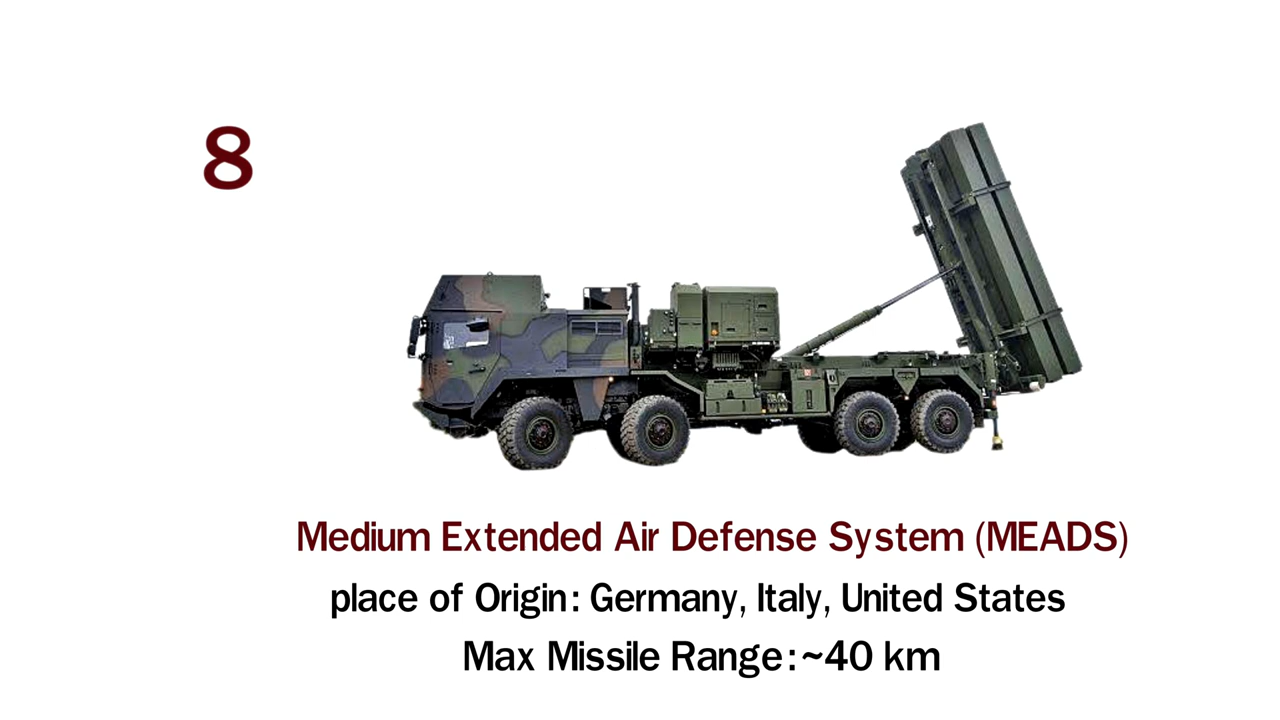 8
Medium Extended Air Defense System (MEADS)
place of Origin: Germany, Italy, United States
Max Missile Range:~40 km